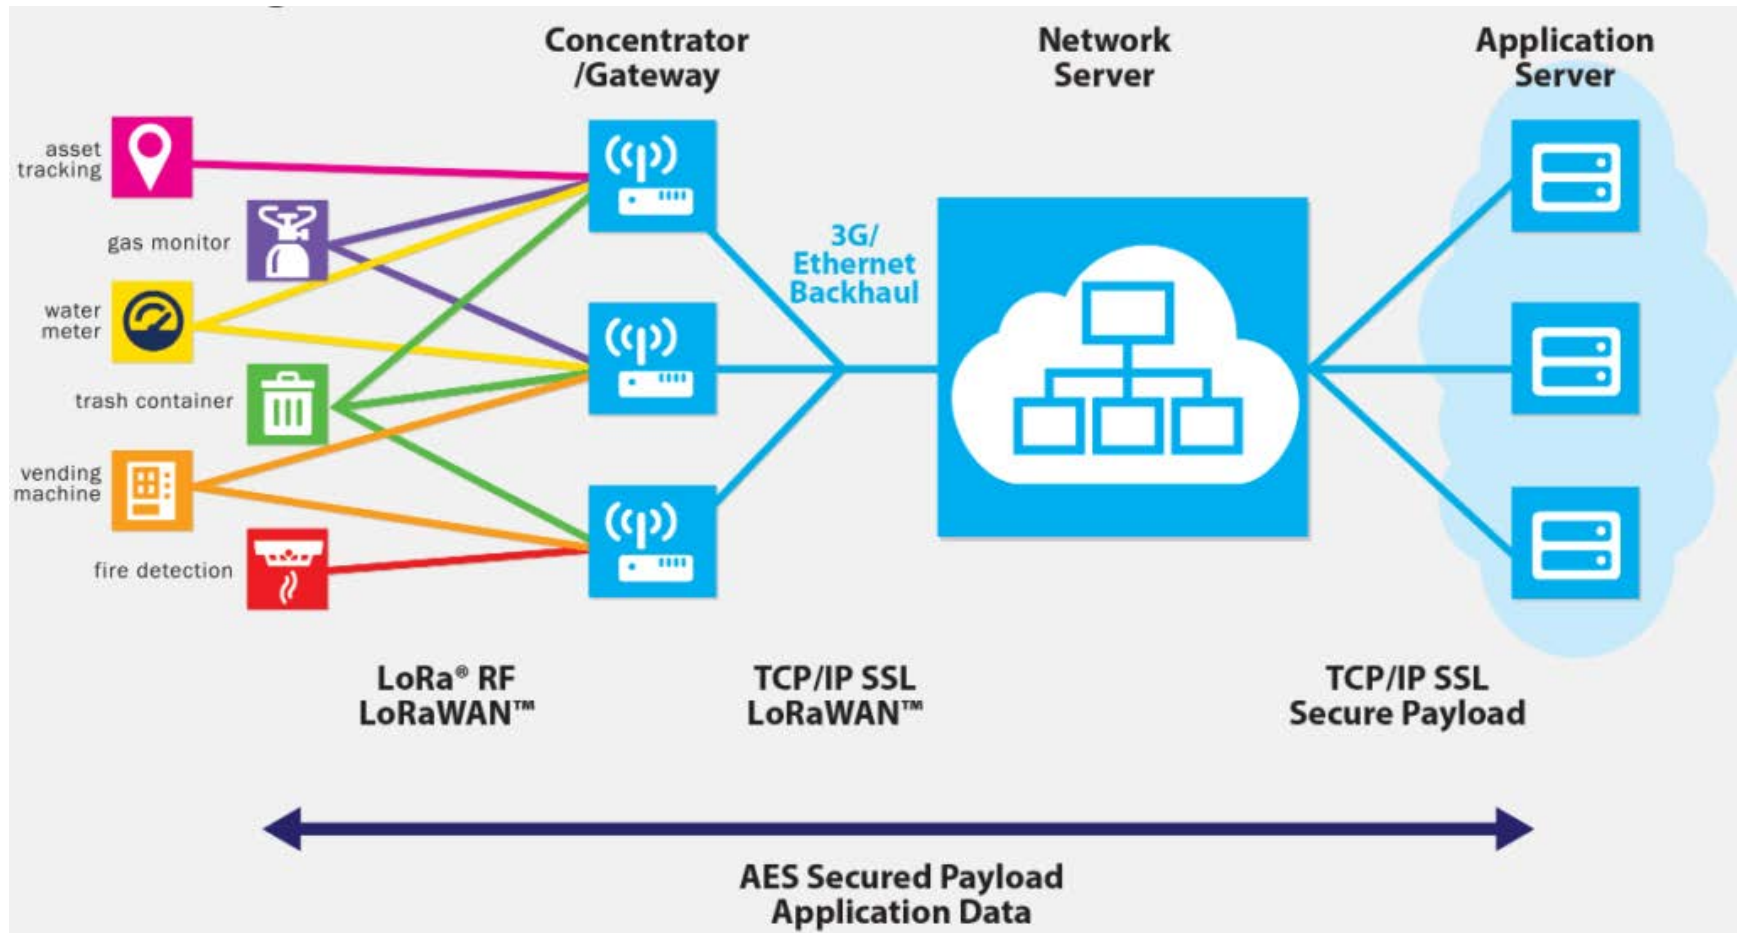 Concentrator
/Gateway
Network
Server
Application
Server
asset
tracking
gas monitor
water
meter
trash container
vending
machine
fire detection
3G/
Ethernet
Backhaul
LoRa® RF
LoRaWAN™
TCP/IP SSL
LoRaWAN™
TCP/IP SSL
Secure Payload
AES Secured Payload
Application Data